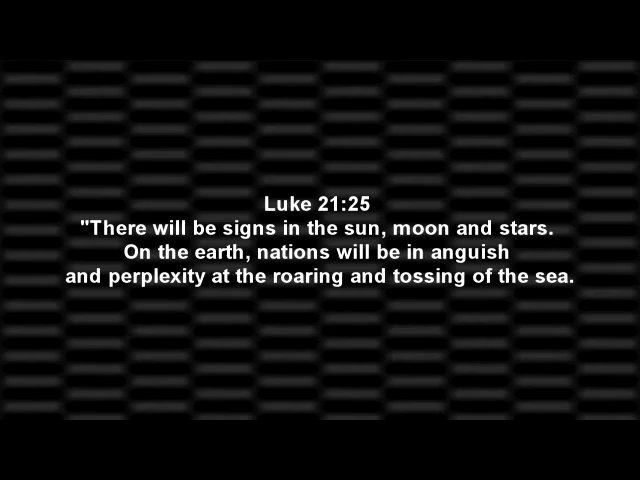 Luke 21:25
"There will be signs in the sun, moon and stars.
On the earth, nations will be in anguish
and perplexity at the roaring and tossing of the sea.